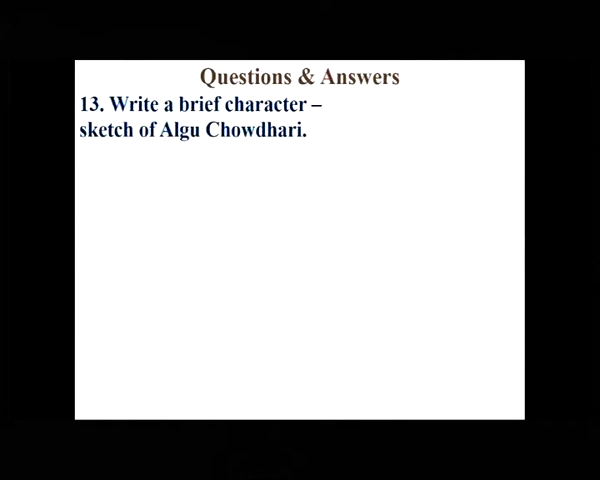 Questions & Answers
13. Write a brief character –
sketch of Algu Chowdhari.